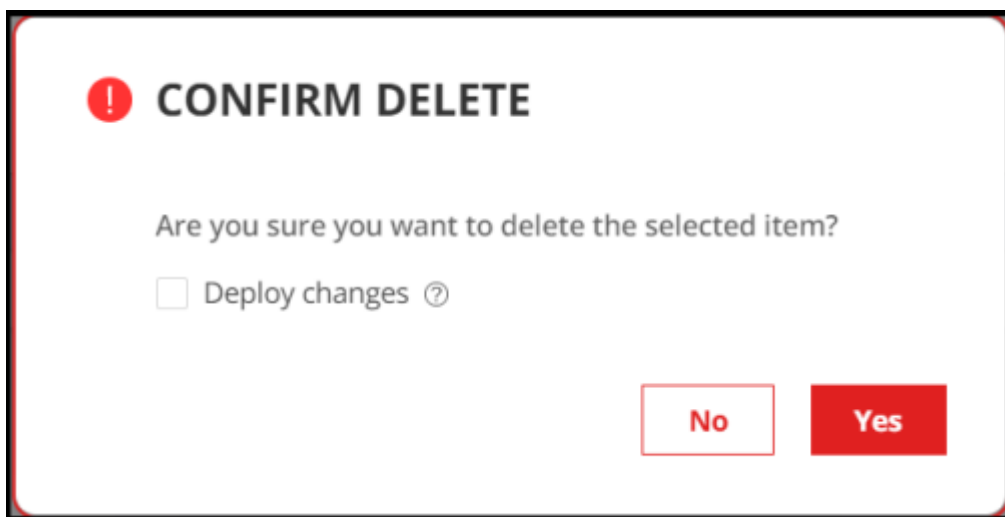 CONFIRM DELETE
Are you sure you want to delete the selected item?
Deploy changes
No Yes